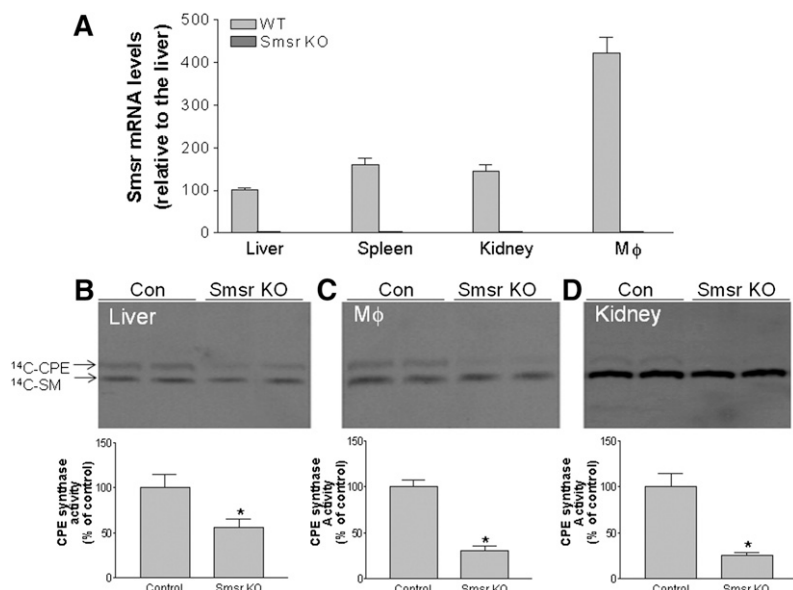 A
Smsr mRNA levels
(relative to the liver)
500
400
300
200
100
0
WT
Smsr KO
Liver
Spleen
Kidney
Mϕ
B
Con
Smsr KO
Liver
¹⁴C-CPE
¹⁴C-SM
C
Con
Smsr KO
Mϕ
D
Con
Smsr KO
Kidney
CPE synthase
activity
(% of control)
150
100
50
0
*
Control
Smsr KO
CPE synthase
Activity
(% of control)
150
100
50
0
*
Control
Smsr KO
CPE synthase
Activity
(% of control)
150
100
50
0
*
Control
Smsr KO